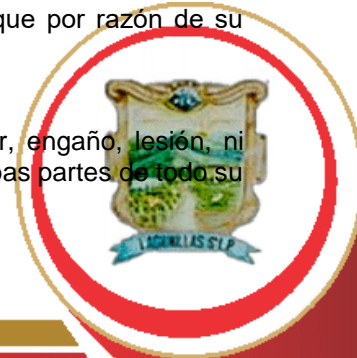 que por razón de su
r, engaño, lesión, ni
bas partes de todo su
LAGUNILLAS S.L.P.